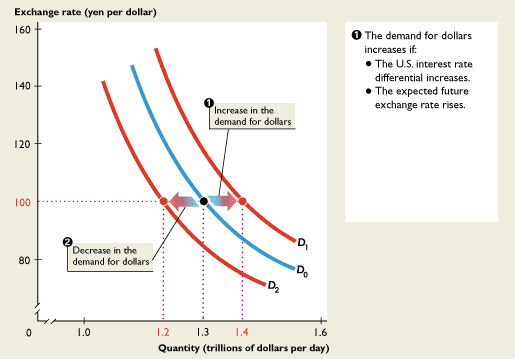 Exchange rate (yen per dollar)
160
140
120
100
80
0
1.0
1.2
1.3
1.4
1.6
Quantity (trillions of dollars per day)
1 Increase in the
demand for dollars
2 Decrease in the
demand for dollars
D1
D0
D2
1 The demand for dollars
increases if:
• The U.S. interest rate
differential increases.
• The expected future
exchange rate rises.